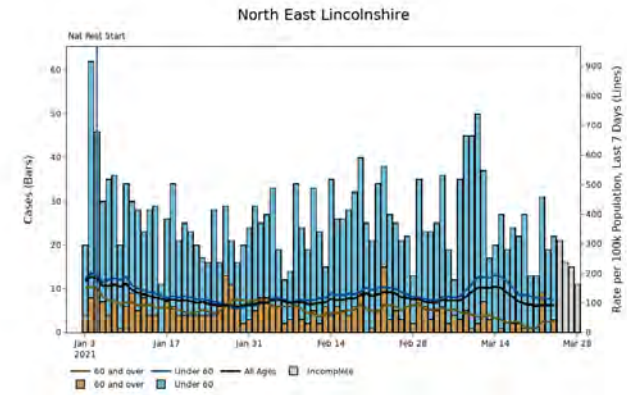 North East Lincolnshire
Nat Rest Start
60
50
40
30
20
10
0
Cases (Bars)
900
800
700
600
500
400
300
200
100
0
Rate per 100k Population, Last 7 Days (Lines)
Jan 3 Jan 17 Jan 31 Feb 14 Feb 28 Mar 14 Mar 28
2021
60 and over Under 60 All Ages Incomplete
60 and over Under 60